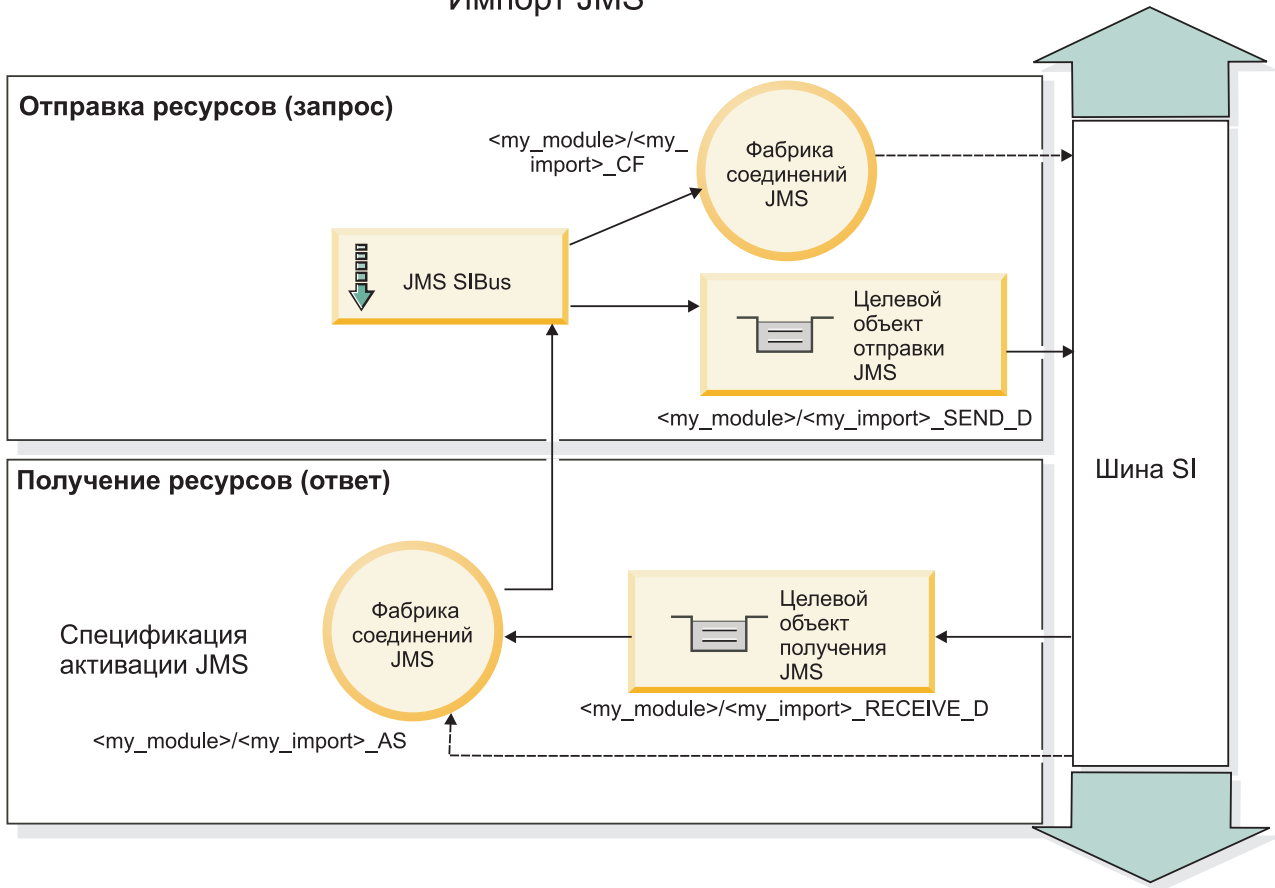 Импорт JMS
Отправка ресурсов (запрос)
<my_module>/<my_
import>_CF
Фабрика
соединений
JMS
JMS SIBus
Целевой
объект
отправки
JMS
<my_module>/<my_import>_SEND_D
Шина SI
Получение ресурсов (ответ)
Спецификация
активации JMS
Фабрика
соединений
JMS
Целевой
объект
получения
JMS
<my_module>/<my_import>_RECEIVE_D
<my_module>/<my_import>_AS